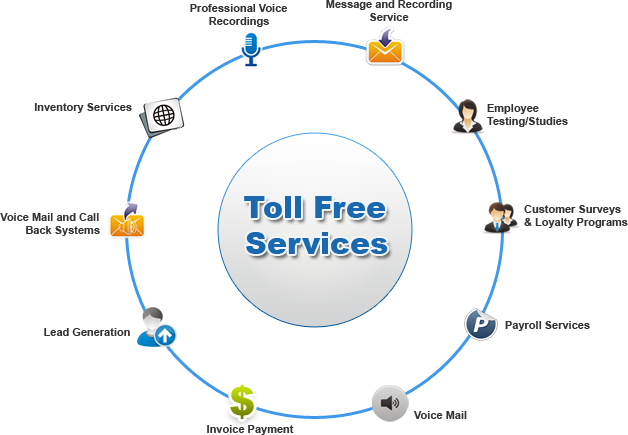 Professional Voice
Recordings
Message and Recording
Service
Inventory Services
Employee
Testing/Studies
Voice Mail and Call
Back Systems
Toll Free
Services
Customer Surveys
& Loyalty Programs
Lead Generation
P
Payroll Services
Invoice Payment
$
Voice Mail